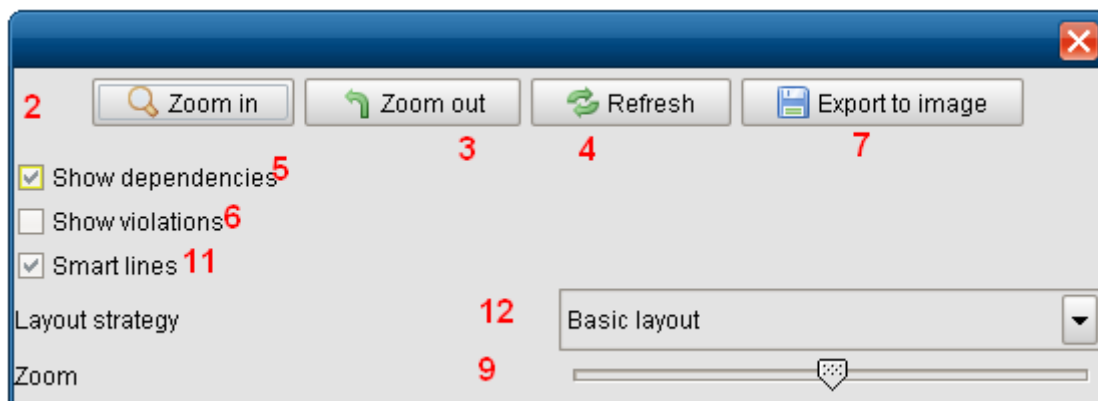 2 Zoom in Zoom out Refresh Export to image
3 4 7
Show dependencies 5
Show violations 6
Smart lines 11
Layout strategy 12 Basic layout
Zoom 9